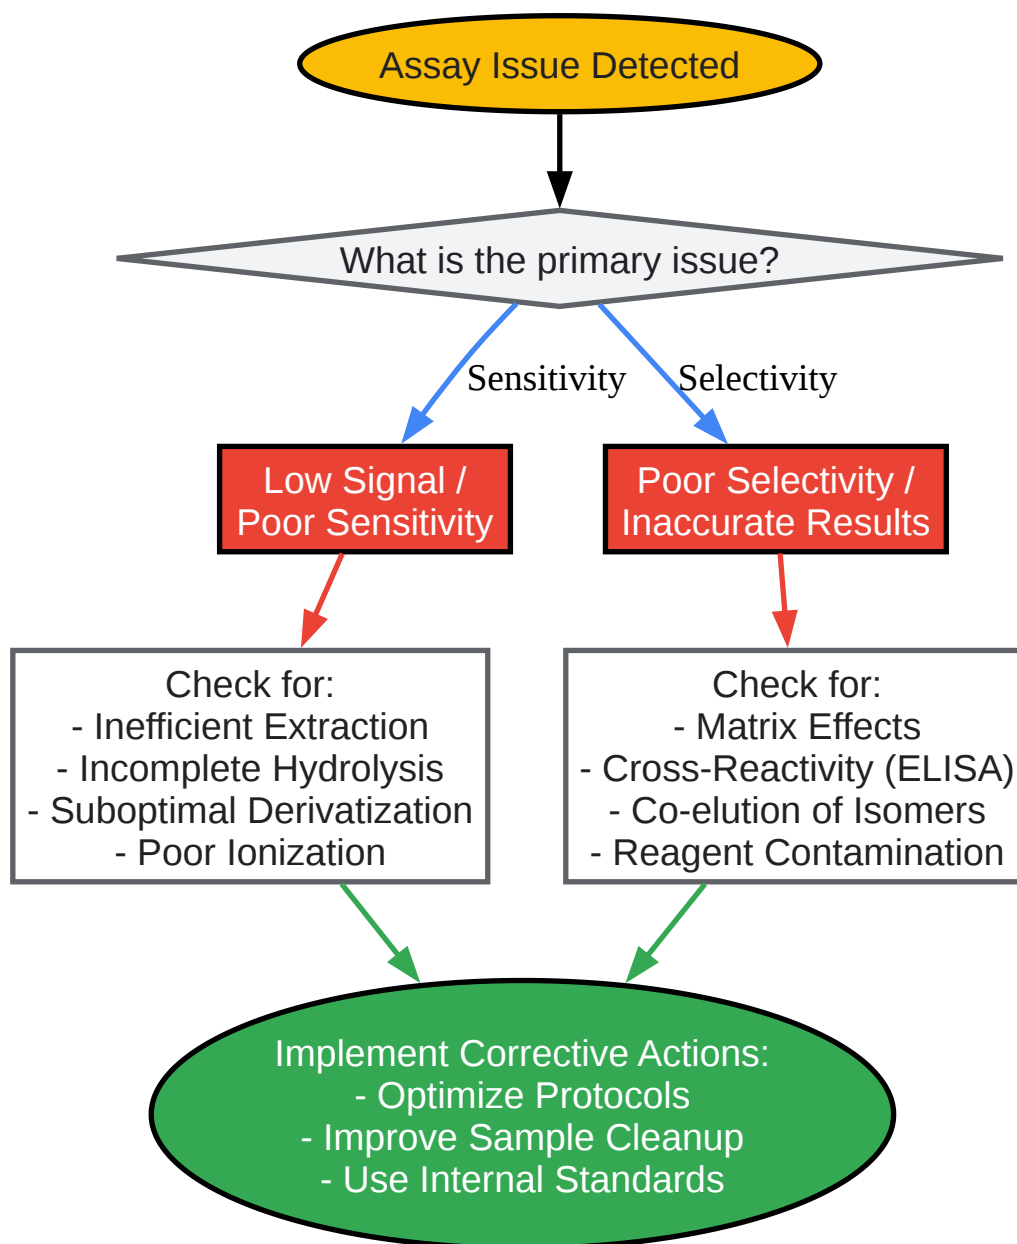 Assay Issue Detected
What is the primary issue?
Sensitivity
Selectivity
Low Signal /
Poor Sensitivity
Poor Selectivity /
Inaccurate Results
Check for:
- Inefficient Extraction
- Incomplete Hydrolysis
- Suboptimal Derivatization
- Poor Ionization
Check for:
- Matrix Effects
- Cross-Reactivity (ELISA)
- Co-elution of Isomers
- Reagent Contamination
Implement Corrective Actions:
- Optimize Protocols
- Improve Sample Cleanup
- Use Internal Standards